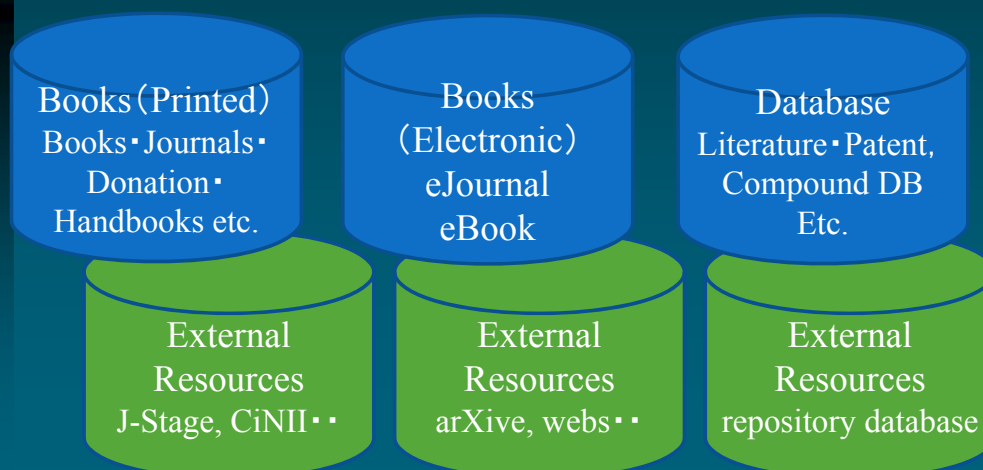 Books（Printed）
Books・Journals・
Donation・
Handbooks etc.
Books
（Electronic）
eJournal
eBook
Database
Literature・Patent,
Compound DB
Etc.
External
Resources
J-Stage, CiNII・・
External
Resources
arXive, webs・・
External
Resources
repository database